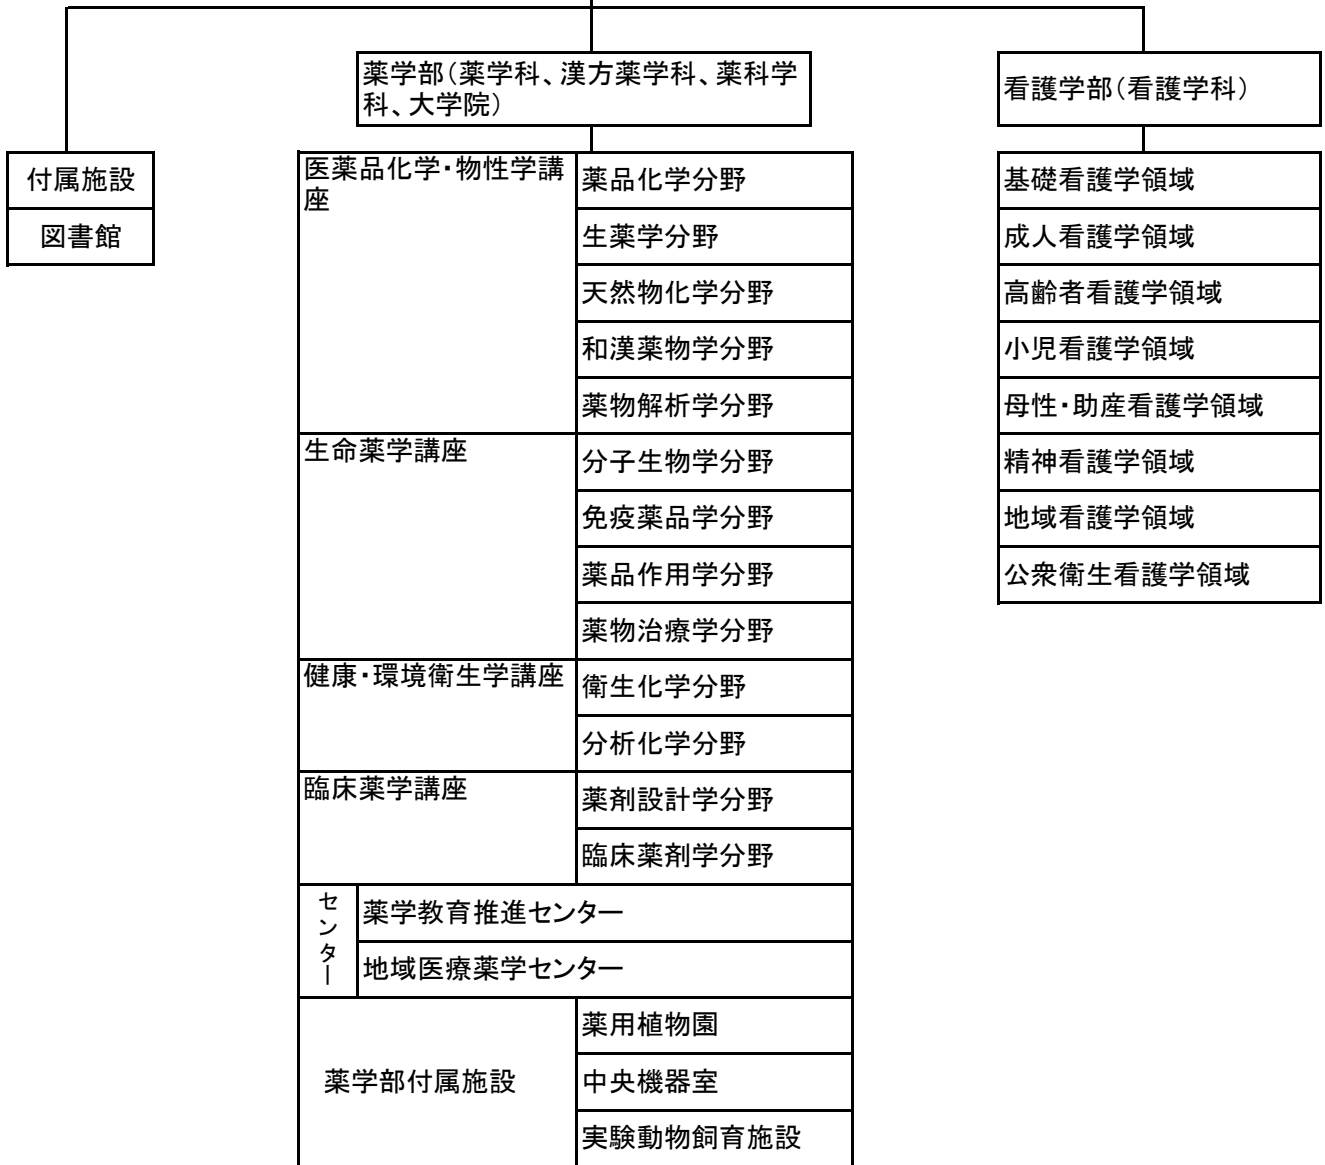 薬学部（薬学科、漢方薬学科、薬科学
科、大学院）
看護学部（看護学科）
付属施設
図書館
医薬品化学・物性学講
座
薬品化学分野
生薬学分野
天然物化学分野
和漢薬物学分野
薬物解析学分野
生命薬学講座
分子生物学分野
免疫薬品学分野
薬品作用学分野
薬物治療学分野
健康・環境衛生学講座
衛生化学分野
分析化学分野
臨床薬学講座
薬剤設計学分野
臨床薬剤学分野
センター
薬学教育推進センター
地域医療薬学センター
薬学部付属施設
薬用植物園
中央機器室
実験動物飼育施設
基礎看護学領域
成人看護学領域
高齢者看護学領域
小児看護学領域
母性・助産看護学領域
精神看護学領域
地域看護学領域
公衆衛生看護学領域